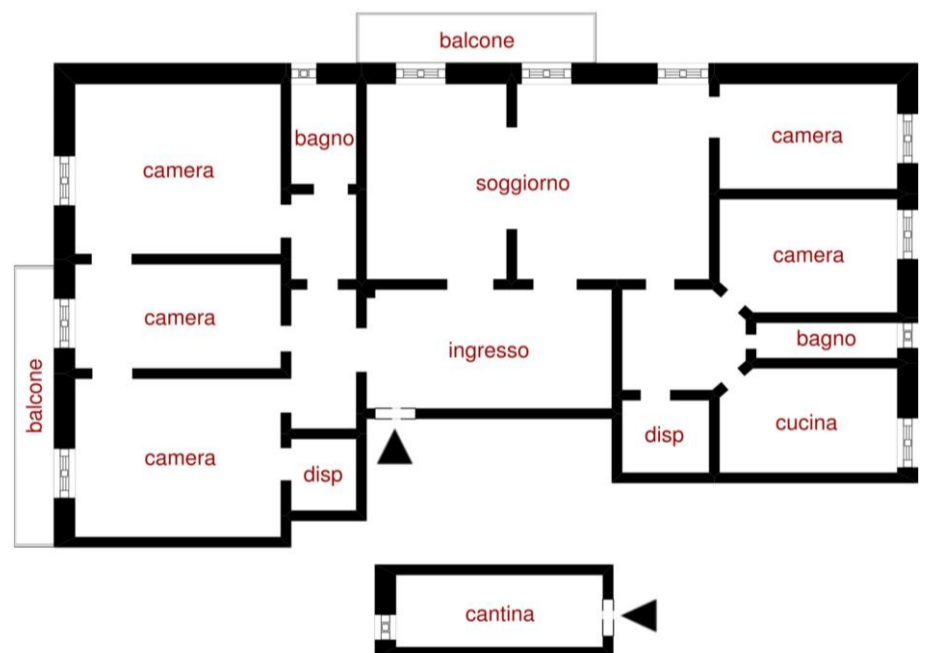 balcone
bagno
camera
camera
soggiorno
camera
camera
ingresso
bagno
balcone
camera
disp
cucina
disp
cantina